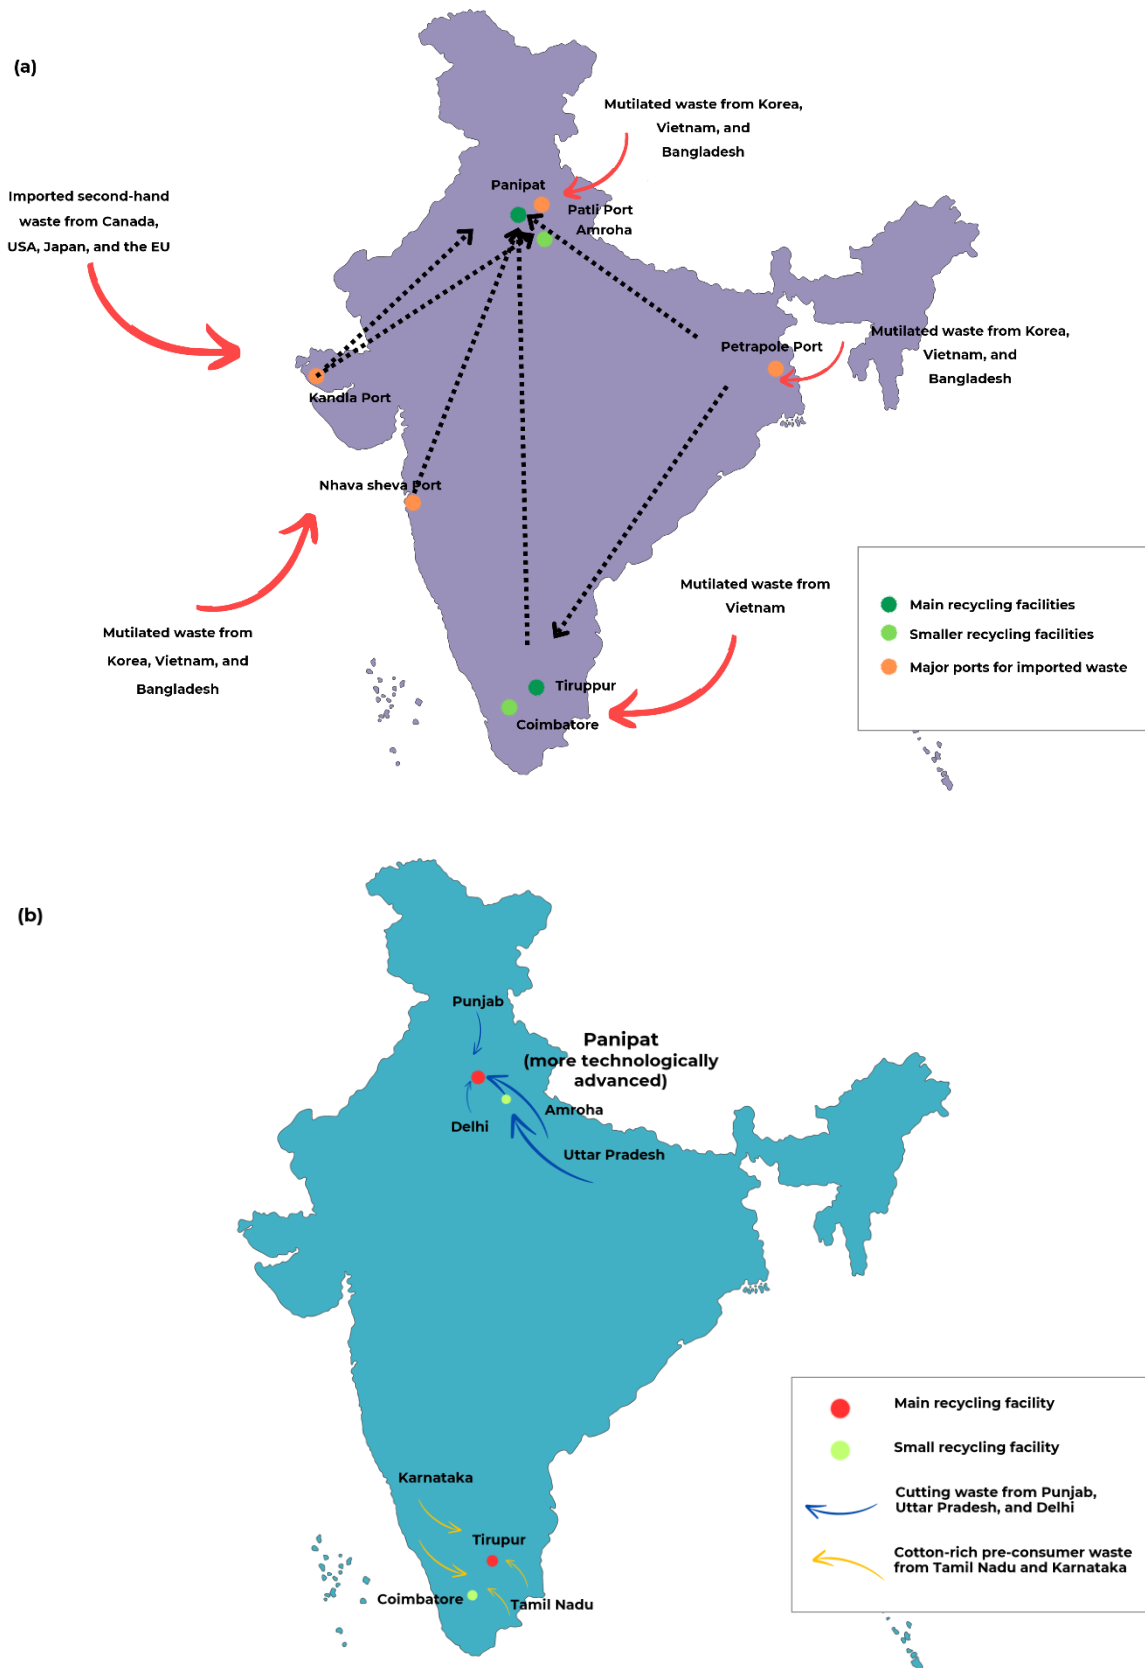 (a)
Mutilated waste from Korea,
Vietnam, and
Bangladesh
Panipat
Patli Port
Amroha
Imported second-hand
waste from Canada,
USA, Japan, and the EU
Petrapole Port
Mutilated waste from Korea,
Vietnam, and
Bangladesh
Kandla Port
Nhava sheva Port
Mutilated waste from
Vietnam
Mutilated waste from
Korea, Vietnam, and
Bangladesh
Tiruppur
Coimbatore
Main recycling facilities
Smaller recycling facilities
Major ports for imported waste
(b)
Punjab
Panipat
(more technologically
advanced)
Amroha
Delhi
Uttar Pradesh
Karnataka
Tirupur
Coimbatore
Tamil Nadu
Main recycling facility
Small recycling facility
Cutting waste from Punjab,
Uttar Pradesh, and Delhi
Cotton-rich pre-consumer waste
from Tamil Nadu and Karnataka